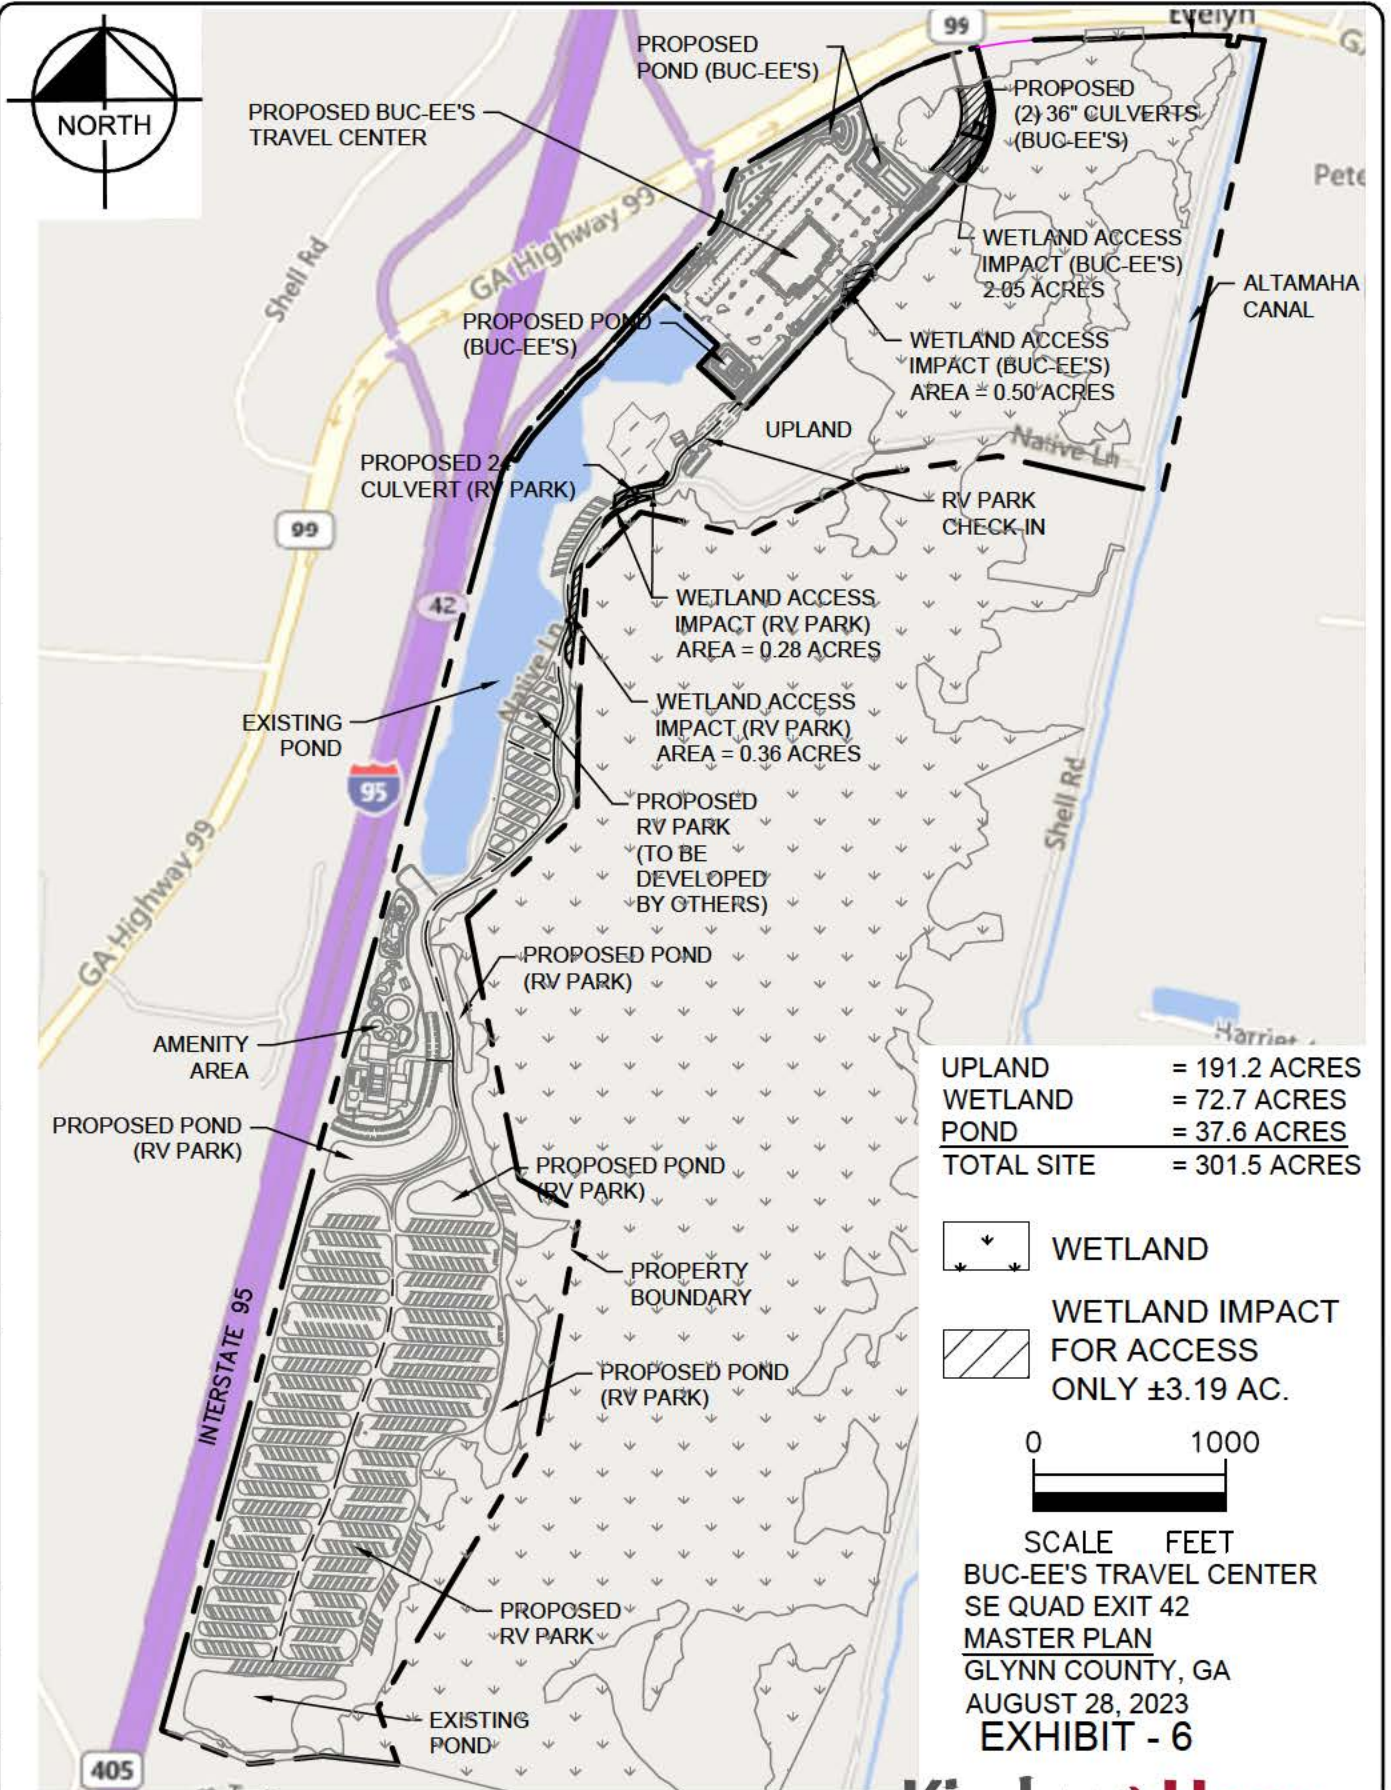 NORTH
PROPOSED
POND (BUC-EE'S)
99
Evelyn
PROPOSED BUC-EE'S
TRAVEL CENTER
PROPOSED
(2) 36" CULVERTS
(BUC-EE'S)
Shell Rd
GA Highway 99
WETLAND ACCESS
IMPACT (BUC-EE'S)
2.05 ACRES
ALTAMAHA
CANAL
PROPOSED POND
(BUC-EE'S)
WETLAND ACCESS
IMPACT (BUC-EE'S)
AREA = 0.50 ACRES
UPLAND
Native Ln
PROPOSED 24
CULVERT (RV PARK)
RV PARK
CHECK IN
99
42
WETLAND ACCESS
IMPACT (RV PARK)
AREA = 0.28 ACRES
Native Ln
WETLAND ACCESS
IMPACT (RV PARK)
AREA = 0.36 ACRES
EXISTING
POND
95
Shell Rd
PROPOSED
RV PARK
(TO BE
DEVELOPED
BY OTHERS)
GA Highway 99
PROPOSED POND
(RV PARK)
AMENITY
AREA
Harriet
UPLAND = 191.2 ACRES
WETLAND = 72.7 ACRES
POND = 37.6 ACRES
TOTAL SITE = 301.5 ACRES
PROPOSED POND
(RV PARK)
PROPOSED POND
(RV PARK)
WETLAND
PROPERTY
BOUNDARY
WETLAND IMPACT
FOR ACCESS
ONLY ±3.19 AC.
INTERSTATE 95
PROPOSED POND
(RV PARK)
0 1000
SCALE FEET
BUC-EE'S TRAVEL CENTER
SE QUAD EXIT 42
MASTER PLAN
GLYNN COUNTY, GA
AUGUST 28, 2023
EXHIBIT - 6
PROPOSED
RV PARK
EXISTING
POND
405